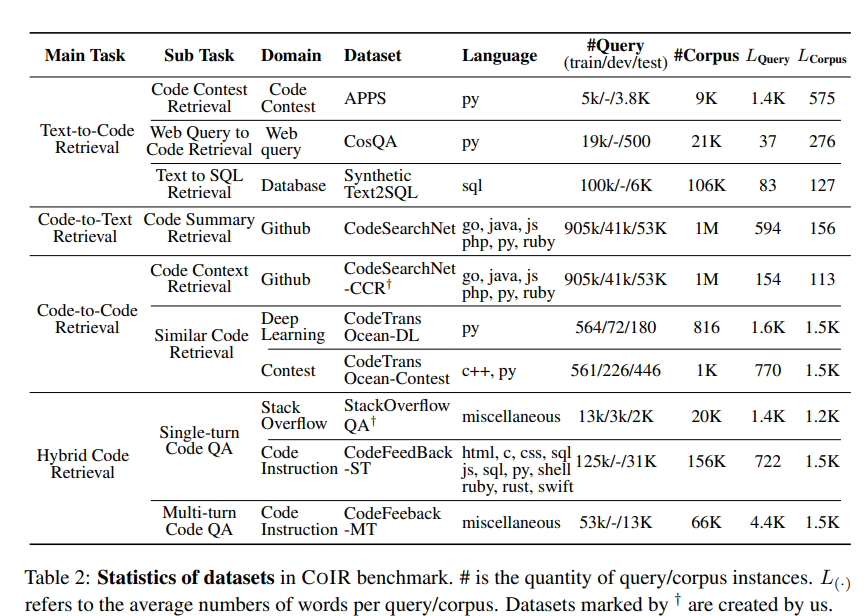 Main Task Sub Task Domain Dataset Language #Query (train/dev/test) #Corpus L_Query L_Corpus
Text-to-Code Retrieval
Code Contest Retrieval Code Contest APPS py 5k/-/3.8K 9K 1.4K 575
Web Query to Code Retrieval Web query CosQA py 19k/-/500 21K 37 276
Text to SQL Retrieval Database Synthetic Text2SQL sql 100k/-/6K 106K 83 127
Code-to-Text Retrieval Code Summary Retrieval Github CodeSearchNet go, java, js php, py, ruby 905k/41k/53K 1M 594 156
Code-to-Code Retrieval
Code Context Retrieval Github CodeSearchNet -CCR† go, java, js php, py, ruby 905k/41k/53K 1M 154 113
Similar Code Retrieval
Deep Learning CodeTrans Ocean-DL py 564/72/180 816 1.6K 1.5K
Contest CodeTrans Ocean-Contest c++, py 561/226/446 1K 770 1.5K
Hybrid Code Retrieval
Single-turn Code QA
Stack Overflow StackOverflow QA† miscellaneous 13k/3k/2K 20K 1.4K 1.2K
Code Instruction CodeFeedBack -ST html, c, css, sql js, sql, py, shell ruby, rust, swift 125k/-/31K 156K 722 1.5K
Multi-turn Code QA Code Instruction CodeFeeback -MT miscellaneous 53k/-/13K 66K 4.4K 1.5K
Table 2: Statistics of datasets in COIR benchmark. # is the quantity of query/corpus instances. L(·)
refers to the average numbers of words per query/corpus. Datasets marked by † are created by us.